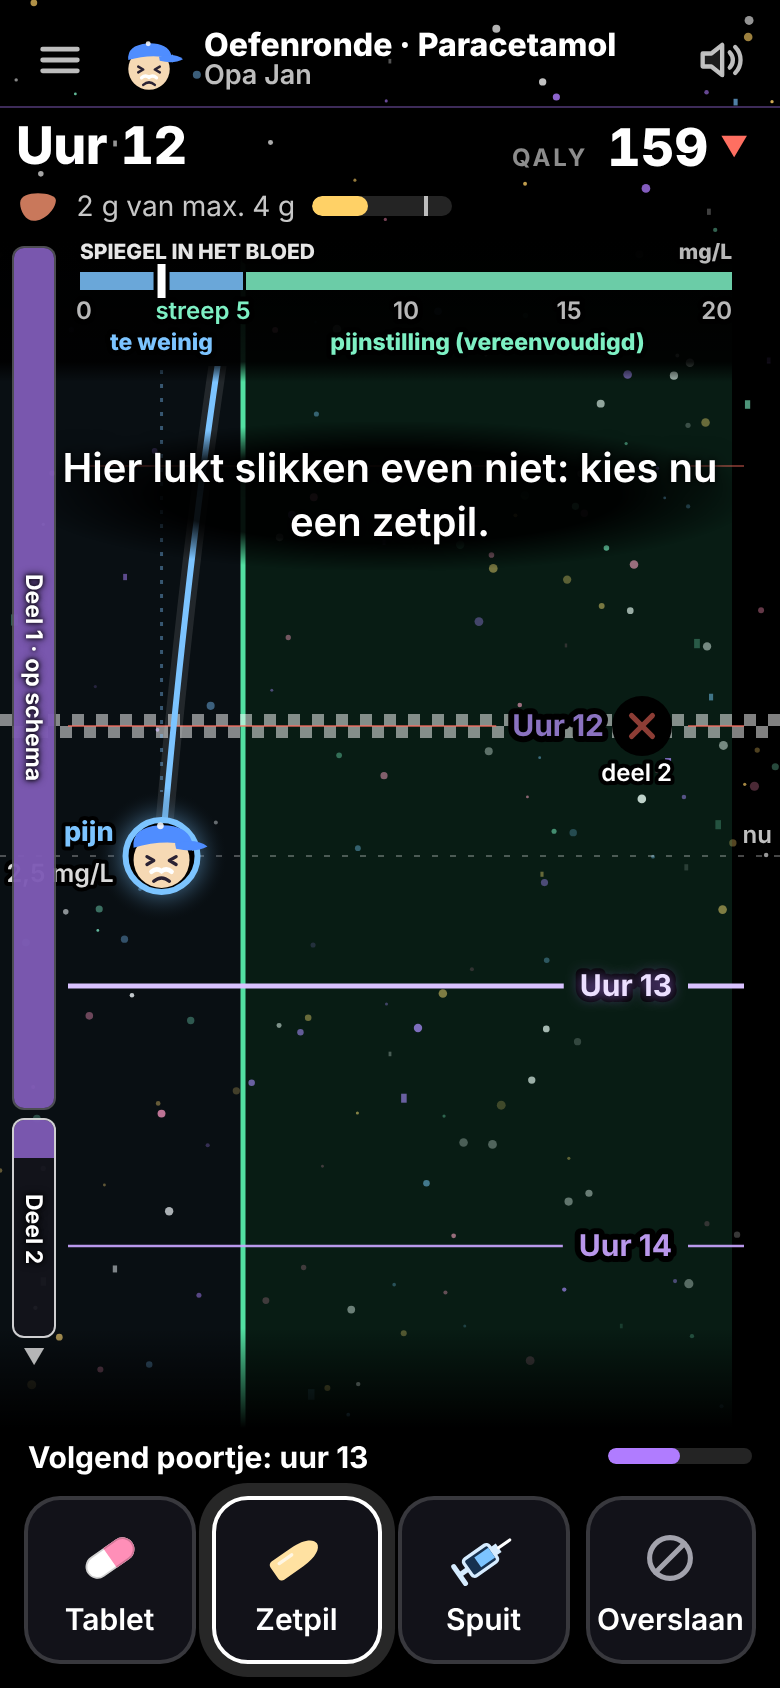 Oefenronde · Paracetamol
Opa Jan
Uur 12
QALY 159
2 g van max. 4 g
SPIEGEL IN HET BLOED mg/L
0 streep 5 10 15 20
te weinig pijnstilling (vereenvoudigd)
Hier lukt slikken even niet: kies nu
een zetpil.
Deel 1 · op schema
Uur 12
deel 2
pijn
nu
2,5 mg/L
Uur 13
Deel 2
Uur 14
Volgend poortje: uur 13
Tablet
Zetpil
Spuit
Overslaan